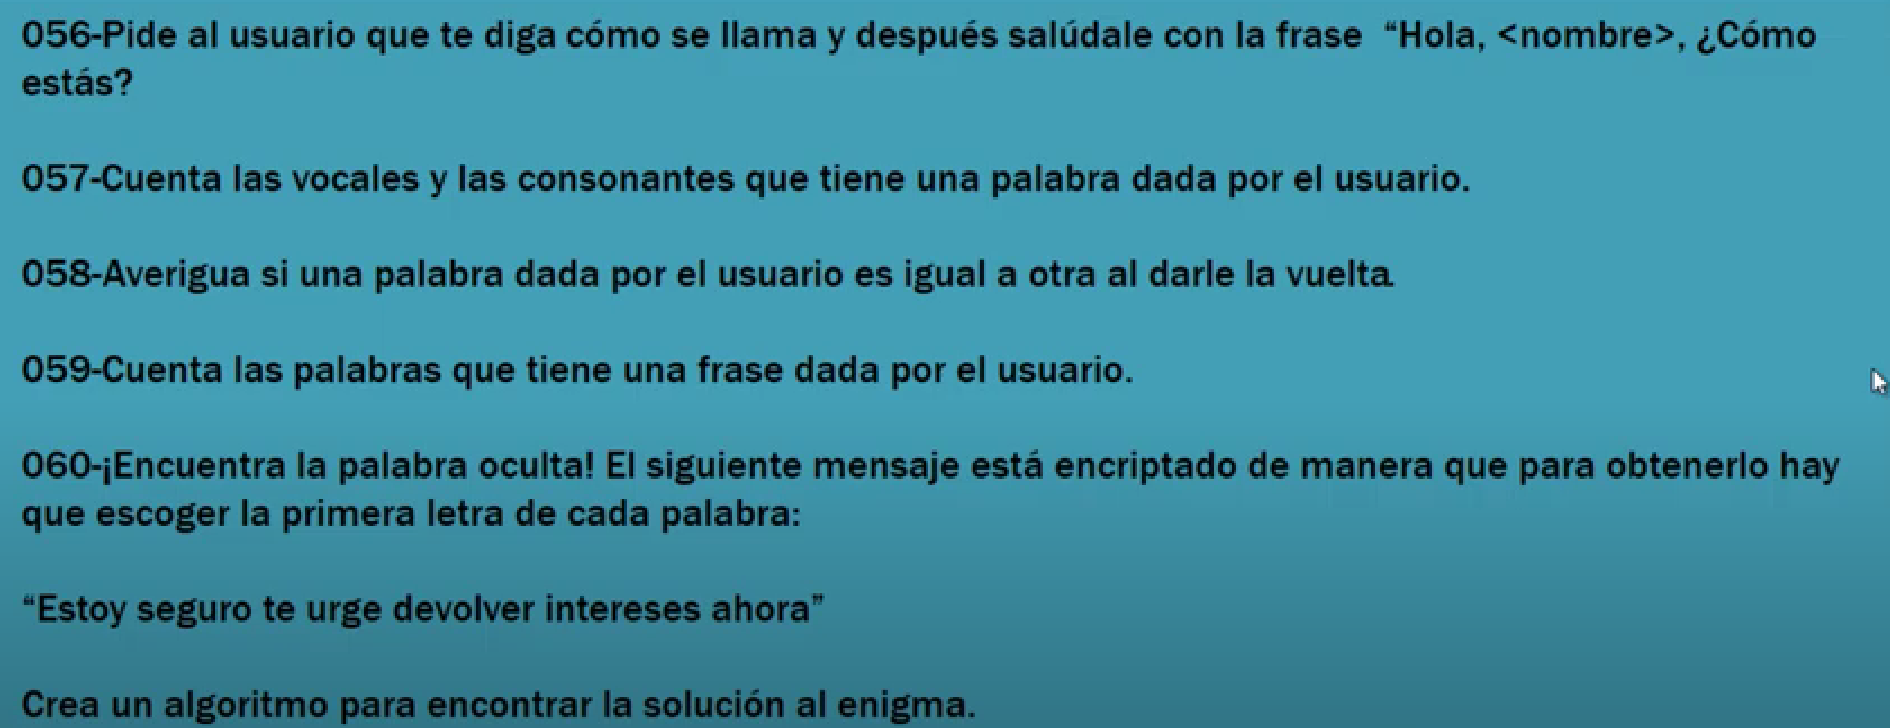 056-Pide al usuario que te diga cómo se llama y después salúdale con la frase “Hola, <nombre>, ¿Cómo
estás?
057-Cuenta las vocales y las consonantes que tiene una palabra dada por el usuario.
058-Averigua si una palabra dada por el usuario es igual a otra al darle la vuelta.
059-Cuenta las palabras que tiene una frase dada por el usuario.
060-¡Encuentra la palabra oculta! El siguiente mensaje está encriptado de manera que para obtenerlo hay
que escoger la primera letra de cada palabra:
“Estoy seguro te urge devolver intereses ahora”
Crea un algoritmo para encontrar la solución al enigma.